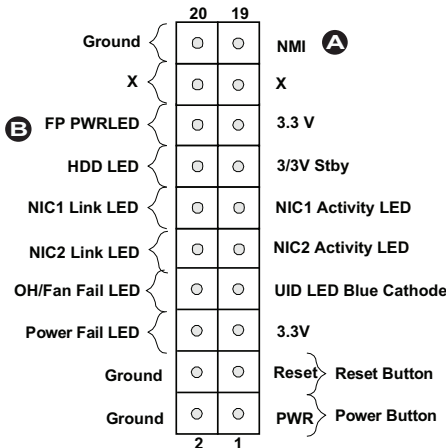 20 19
Ground NMI A
X X
B FP PWRLED 3.3 V
HDD LED 3/3V Stby
NIC1 Link LED NIC1 Activity LED
NIC2 Link LED NIC2 Activity LED
OH/Fan Fail LED UID LED Blue Cathode
Power Fail LED 3.3V
Ground Reset Reset Button
Ground PWR Power Button
2 1